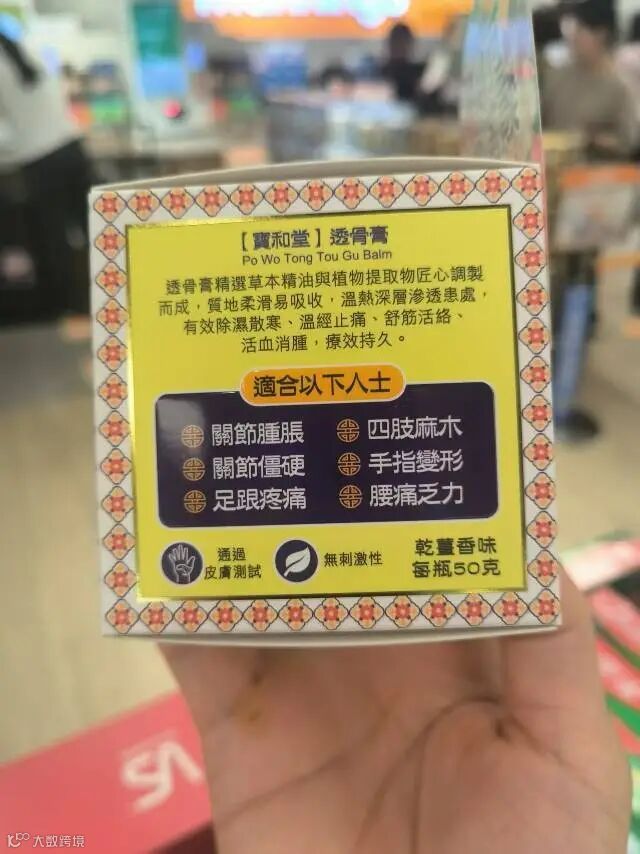 【寶和堂】透骨膏
Po Wo Tong Tou Gu Balm
透骨膏精選草本精油與植物提取物匠心調製
而成，質地柔滑易吸收，溫熱深層滲透患處，
有效除濕散寒、溫經止痛、舒筋活絡、
活血消腫，療效持久。
適合以下人士
關節腫脹 四肢麻木
關節僵硬 手指變形
足跟疼痛 腰痛乏力
通過
皮膚測試
無刺激性
乾薑香味
每瓶50克
VS
大数跨境